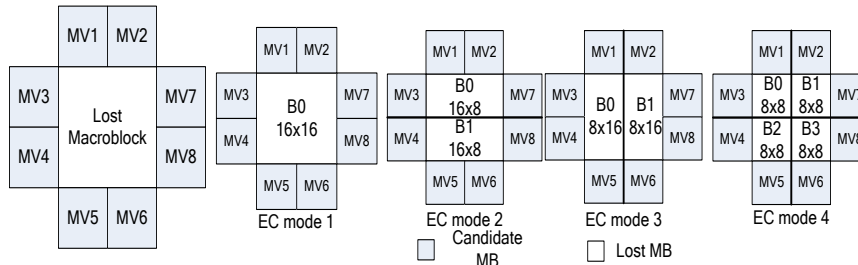 MV1 MV2
MV3 MV7
Lost
Macroblock
MV4 MV8
MV5 MV6
MV1 MV2
MV3 MV7
B0
16x16
MV4 MV8
MV5 MV6
EC mode 1
MV1 MV2
MV3 B0 MV7
16x8
MV4 B1 MV8
16x8
MV5 MV6
EC mode 2
MV1 MV2
MV3 MV7
B0 B1
8x16 8x16
MV4 MV8
MV5 MV6
EC mode 3
MV1 MV2
MV3 B0 B1 MV7
8x8 8x8
MV4 B2 B3 MV8
8x8 8x8
MV5 MV6
EC mode 4
Candidate
MB
Lost MB